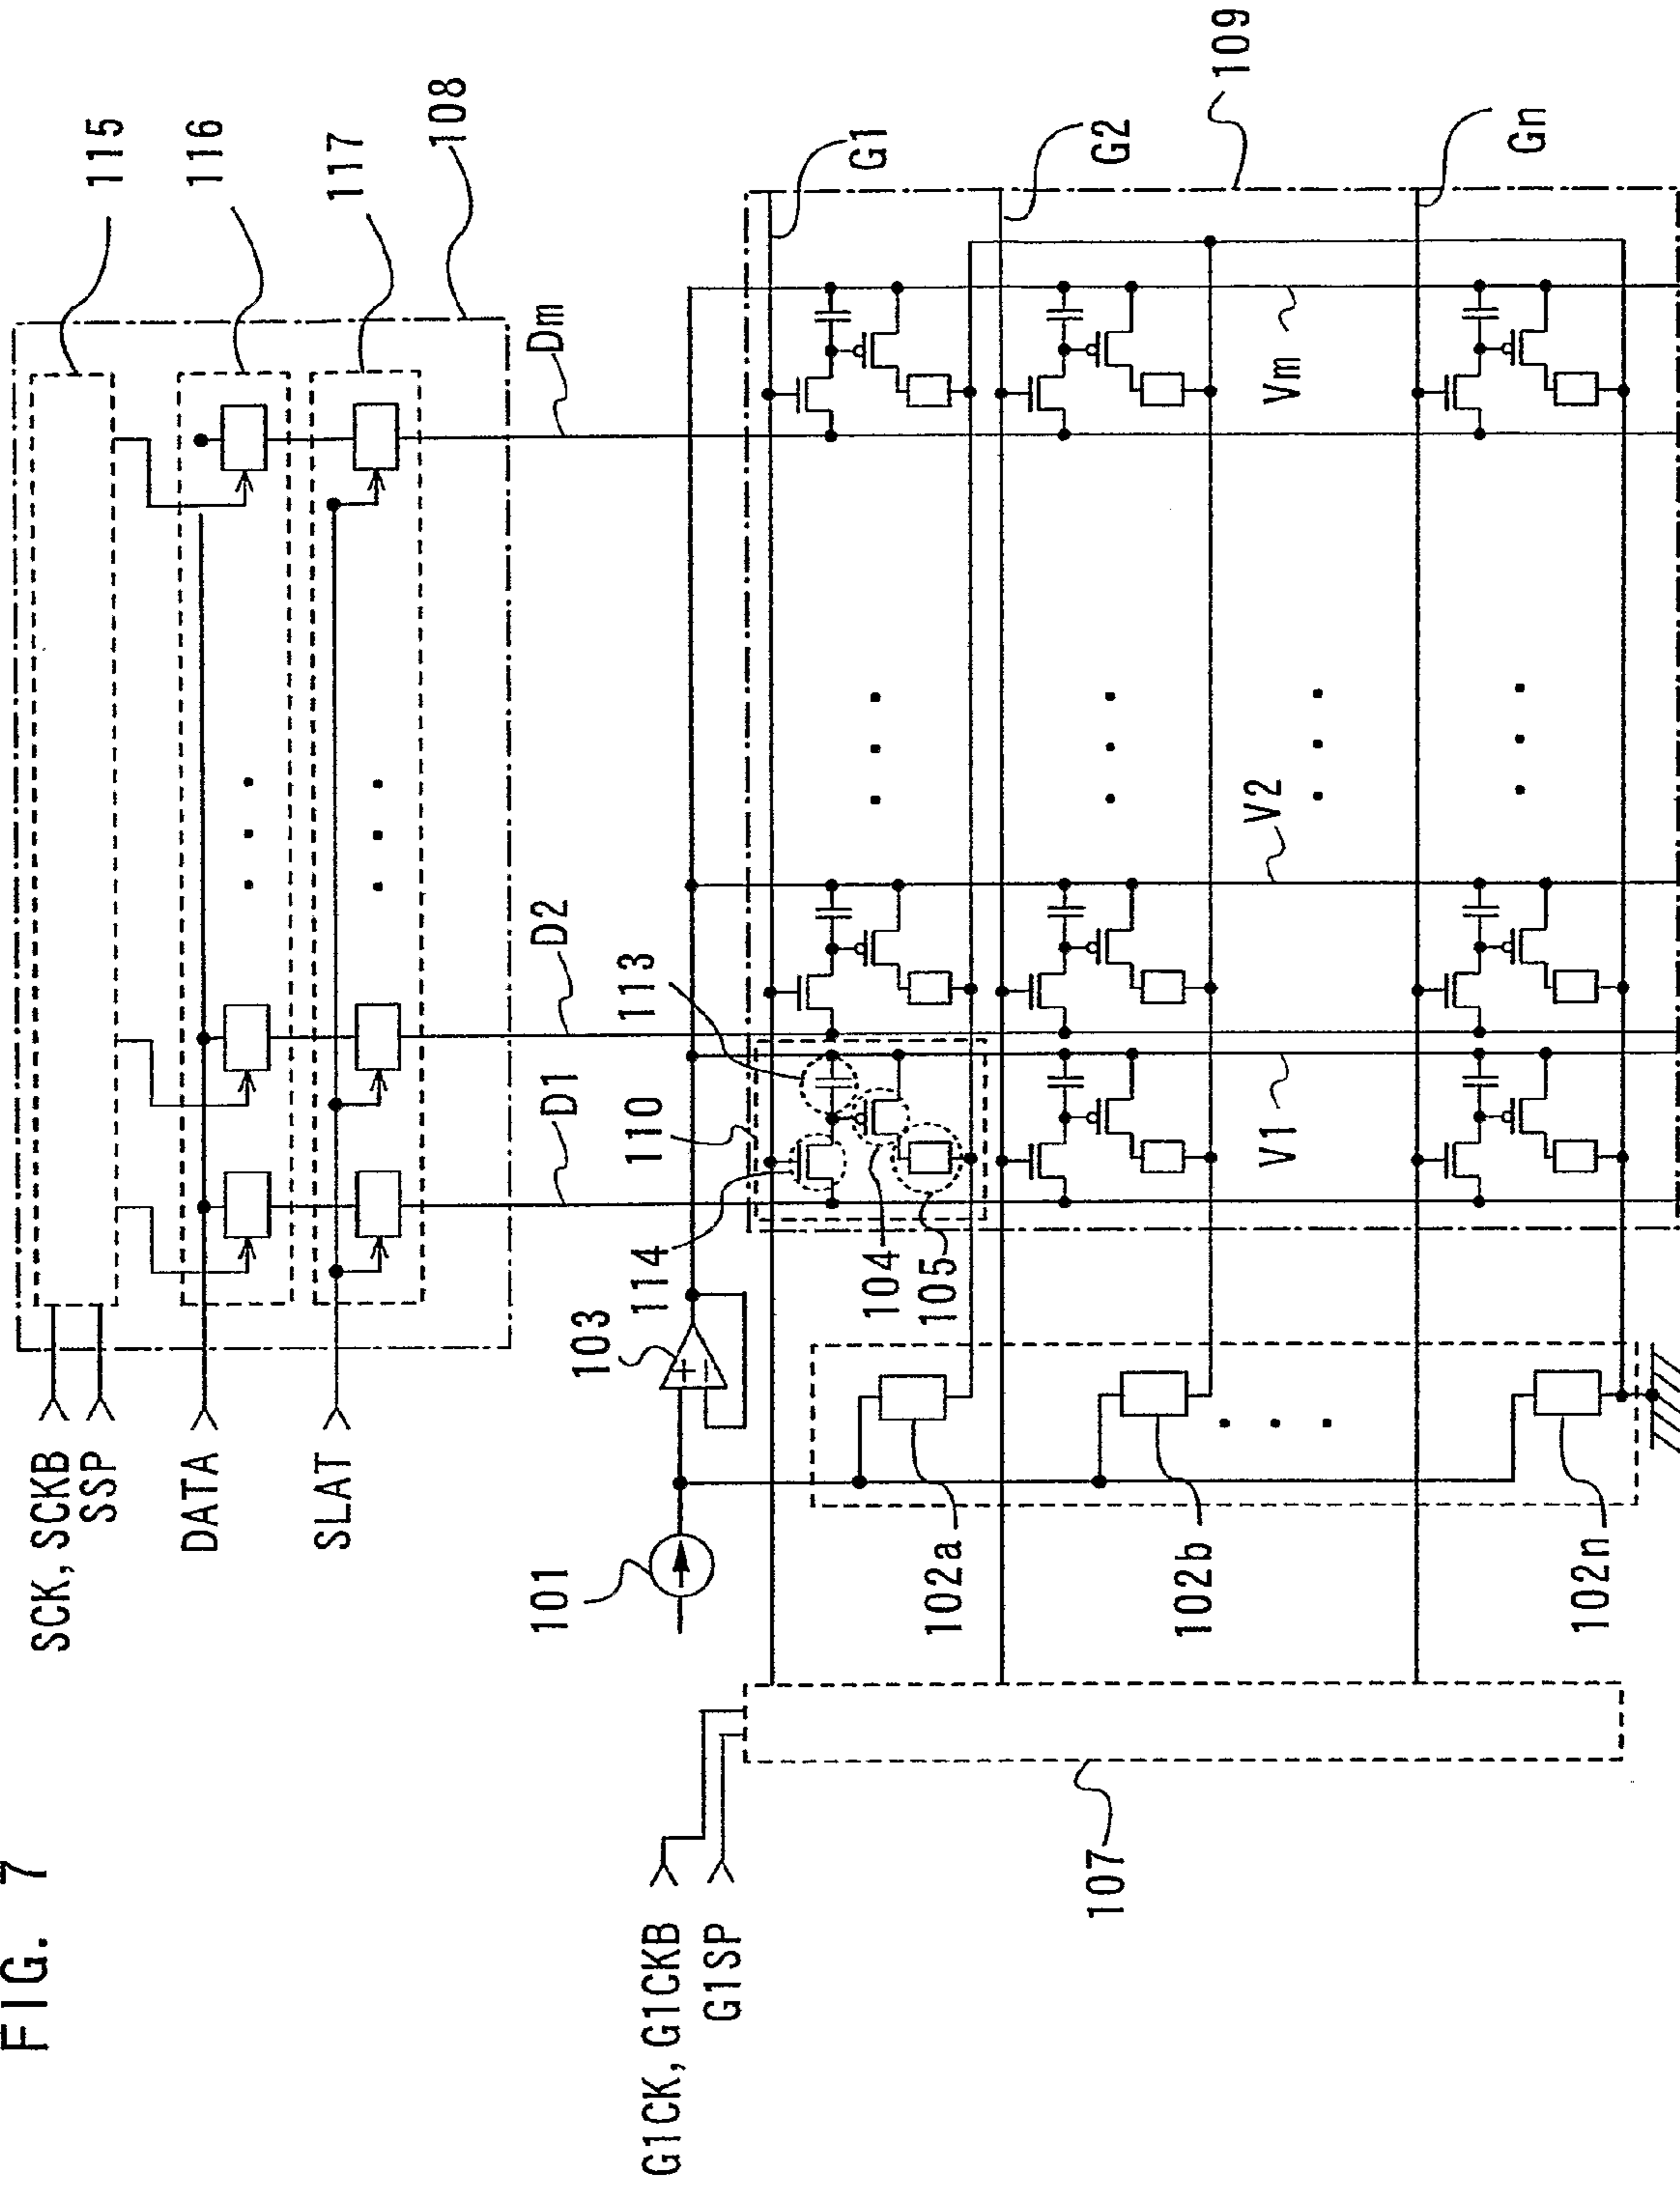 FIG. 7
SCK, SCKB
SSP
DATA
SLAT
115
116
117
108
101
103
D1
D2
Dm
114
110
113
104
105
G1
G2
Gn
109
102a
102b
102n
V1
V2
Vm
G1CK, G1CKB
G1SP
107